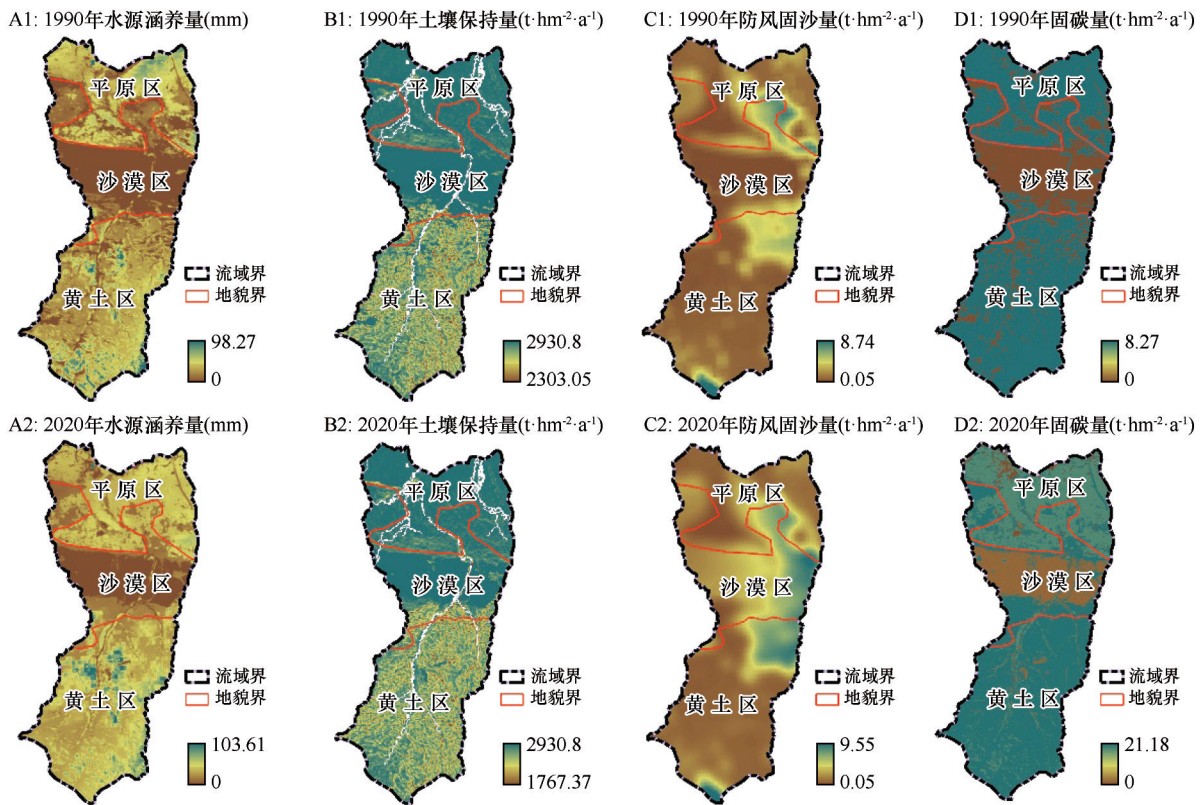 A1: 1990年水源涵养量(mm)
平原区
沙漠区
黄土区
流域界
地貌界
98.27
0
B1: 1990年土壤保持量(t·hm⁻²·a⁻¹)
平原区
沙漠区
黄土区
流域界
地貌界
2930.8
2303.05
C1: 1990年防风固沙量(t·hm⁻²·a⁻¹)
平原区
沙漠区
黄土区
流域界
地貌界
8.74
0.05
D1: 1990年固碳量(t·hm⁻²·a⁻¹)
平原区
沙漠区
黄土区
流域界
地貌界
8.27
0
A2: 2020年水源涵养量(mm)
平原区
沙漠区
黄土区
流域界
地貌界
103.61
0
B2: 2020年土壤保持量(t·hm⁻²·a⁻¹)
平原区
沙漠区
黄土区
流域界
地貌界
2930.8
1767.37
C2: 2020年防风固沙量(t·hm⁻²·a⁻¹)
平原区
沙漠区
黄土区
流域界
地貌界
9.55
0.05
D2: 2020年固碳量(t·hm⁻²·a⁻¹)
平原区
沙漠区
黄土区
流域界
地貌界
21.18
0